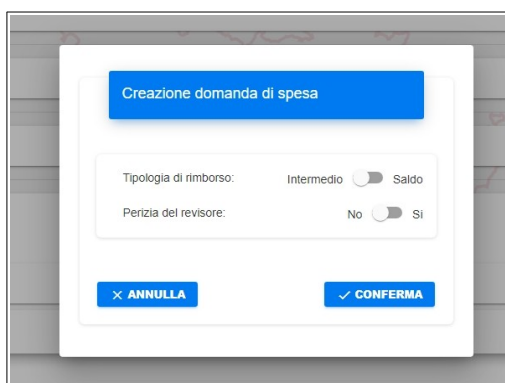 Creazione domanda di spesa
Tipologia di rimborso: Intermedio Saldo
Perizia del revisore: No Si
ANNULLA CONFERMA